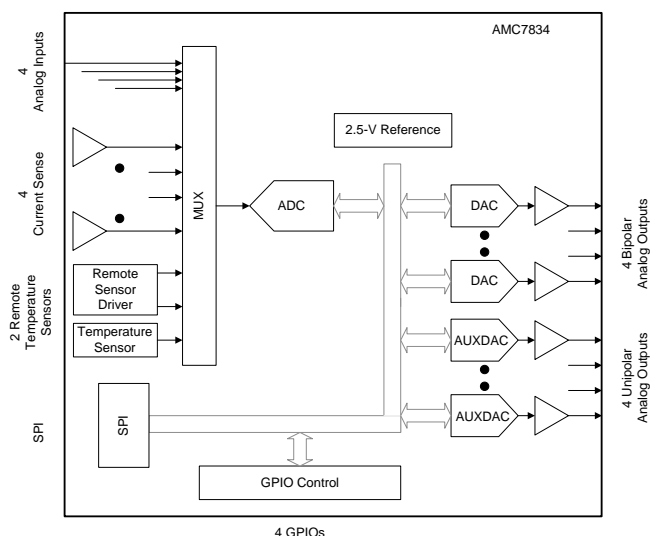 AMC7834
4
Analog Inputs
4
Current Sense
2 Remote
Temperature
Sensors
SPI
MUX
ADC
2.5-V Reference
Remote
Sensor
Driver
Temperature
Sensor
SPI
GPIO Control
DAC
DAC
AUXDAC
AUXDAC
4 Bipolar
Analog Outputs
4 Unipolar
Analog Outputs
4 GPIOs